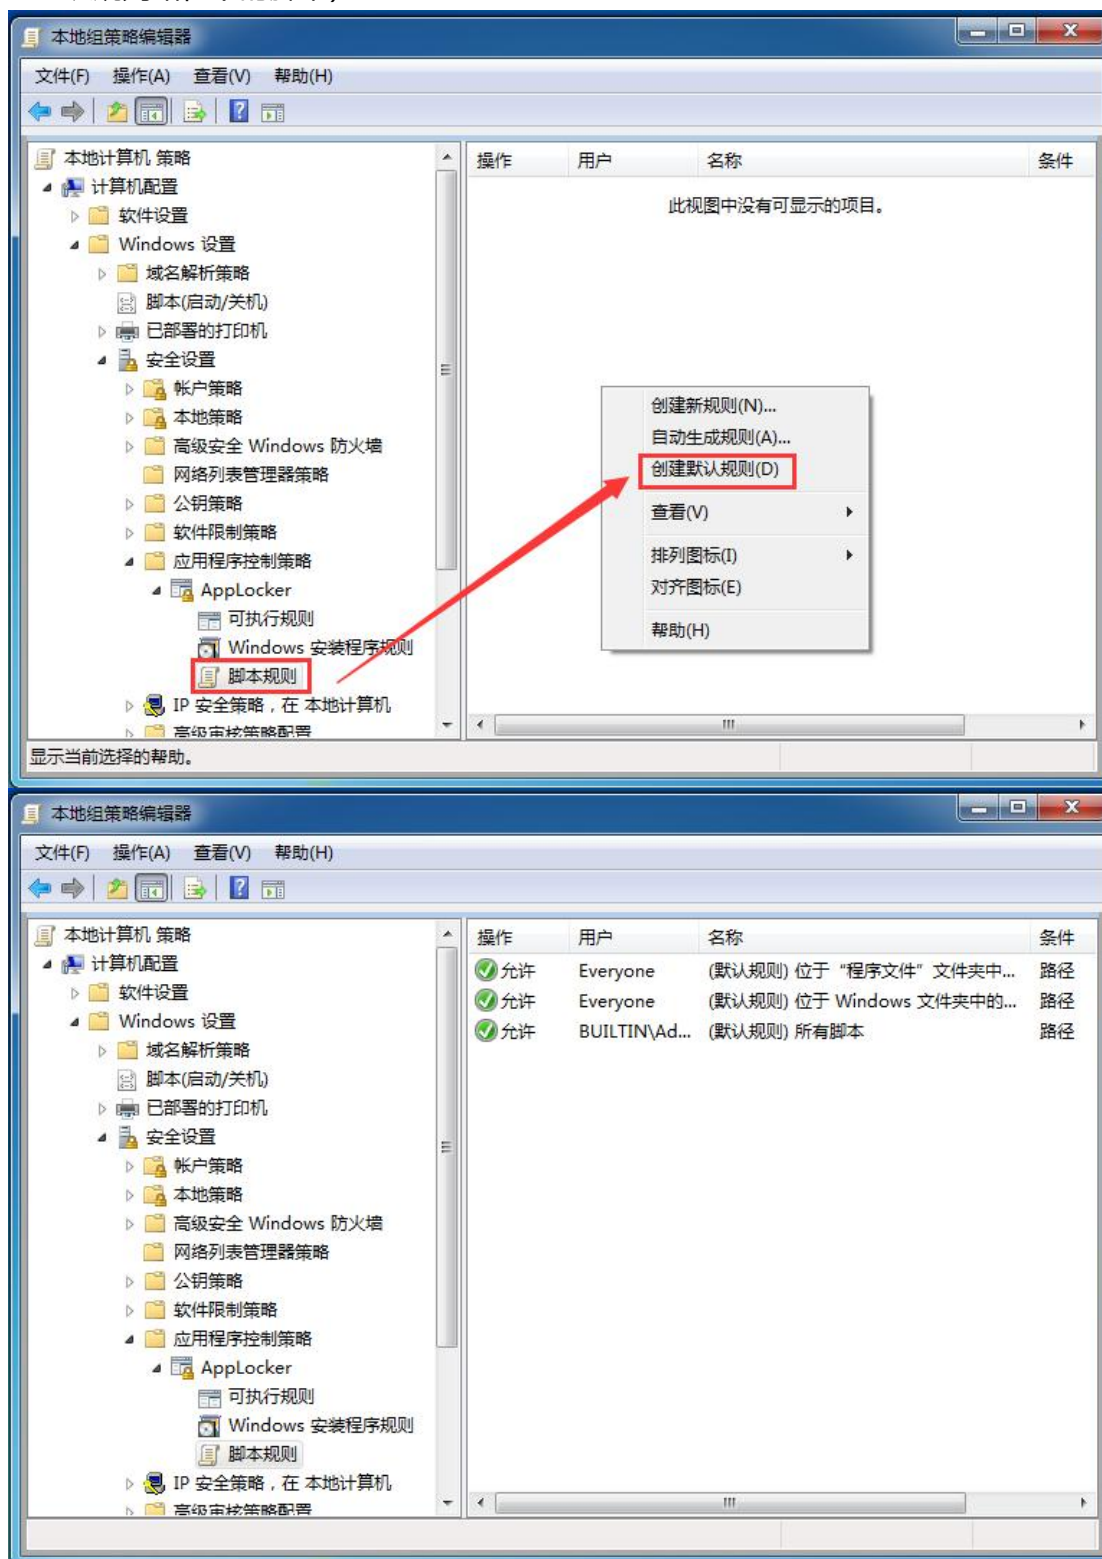 本地组策略编辑器
文件(F) 操作(A) 查看(V) 帮助(H)
本地计算机 策略
计算机配置
软件设置
Windows 设置
域名解析策略
脚本(启动/关机)
已部署的打印机
安全设置
帐户策略
本地策略
高级安全 Windows 防火墙
网络列表管理器策略
公钥策略
软件限制策略
应用程序控制策略
AppLocker
可执行规则
Windows 安装程序规则
脚本规则
IP 安全策略，在 本地计算机
高级审核策略配置
操作 用户 名称 条件
此视图中没有可显示的项目。
创建新规则(N)...
自动生成规则(A)...
创建默认规则(D)
查看(V)
排列图标(I)
对齐图标(E)
帮助(H)
显示当前选择的帮助。
本地组策略编辑器
文件(F) 操作(A) 查看(V) 帮助(H)
本地计算机 策略
计算机配置
软件设置
Windows 设置
域名解析策略
脚本(启动/关机)
已部署的打印机
安全设置
帐户策略
本地策略
高级安全 Windows 防火墙
网络列表管理器策略
公钥策略
软件限制策略
应用程序控制策略
AppLocker
可执行规则
Windows 安装程序规则
脚本规则
IP 安全策略，在 本地计算机
高级审核策略配置
操作 用户 名称 条件
允许 Everyone (默认规则) 位于“程序文件”文件夹中... 路径
允许 Everyone (默认规则) 位于 Windows 文件夹中的... 路径
允许 BUILTIN\Ad... (默认规则) 所有脚本 路径